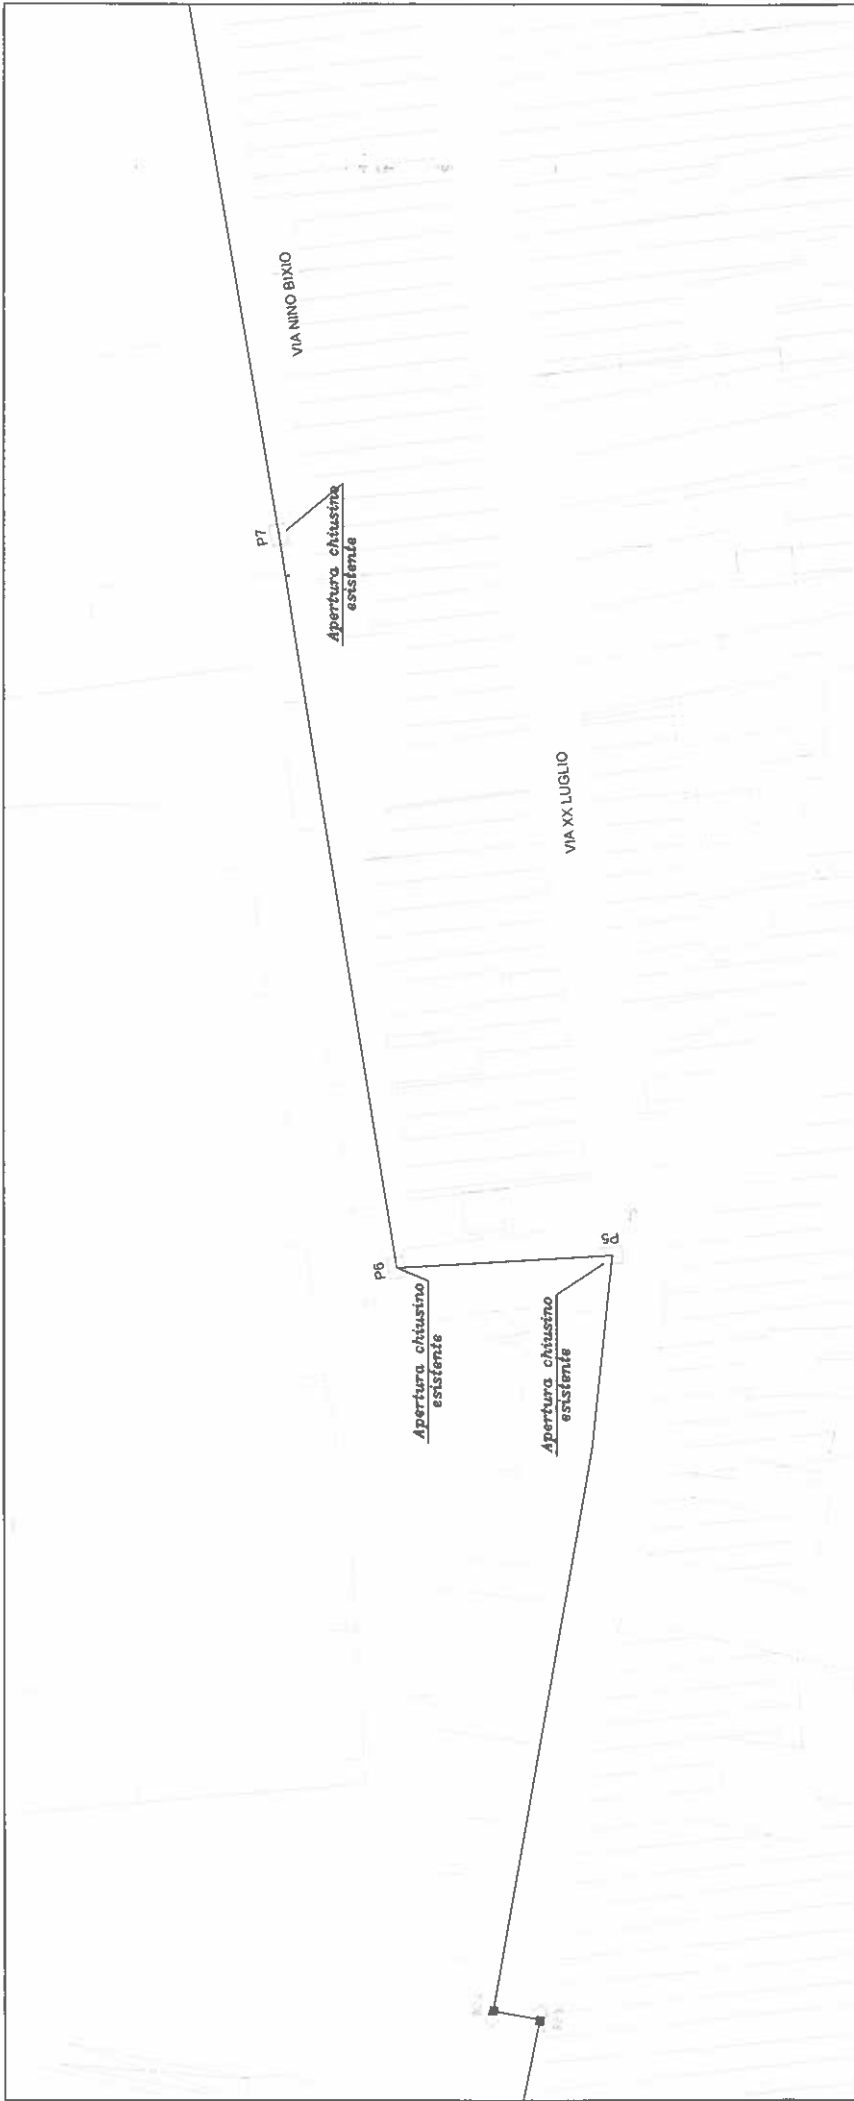 VIA NINO BIXIO
P7
Apertura chiusino
esistente
VIA XX LUGLIO
P6
Apertura chiusino
esistente
P5
Apertura chiusino
esistente